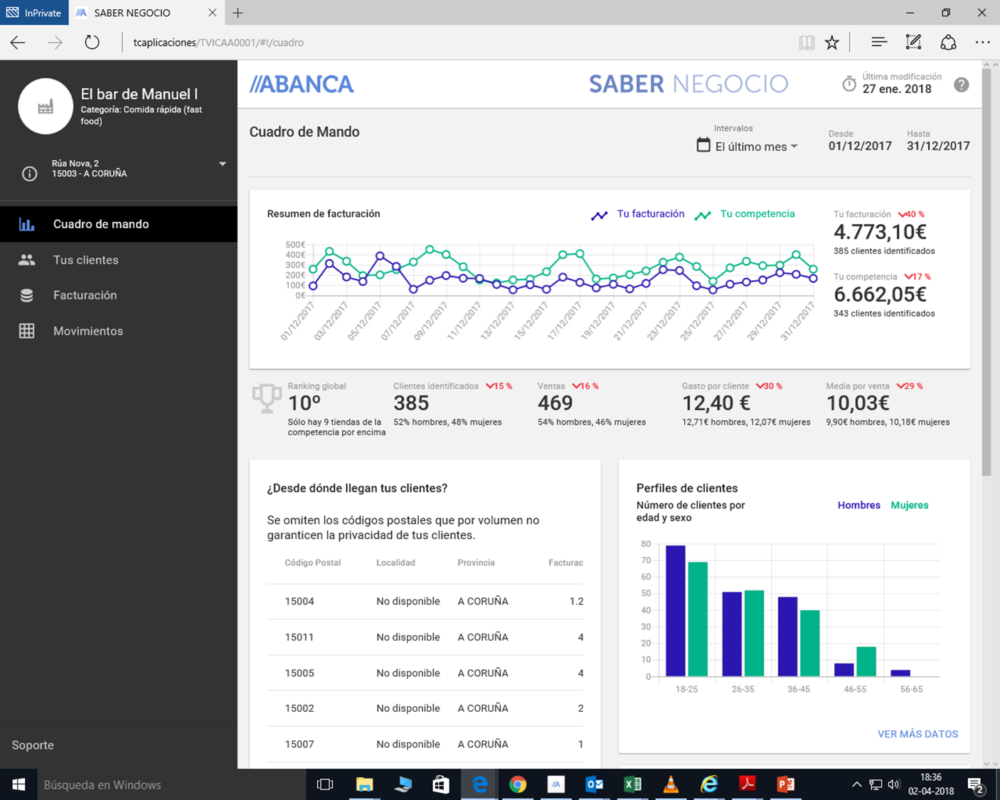 InPrivate
SABER NEGOCIO
tcaplicaciones/TVICAA0001/#!/cuadro
El bar de Manuel I
Categoría: Comida rápida (fast
food)
Rúa Nova, 2
15003 - A CORUÑA
Cuadro de mando
Tus clientes
Facturación
Movimientos
Soporte
//ABANCA
SABER NEGOCIO
Última modificación
27 ene. 2018
?
Cuadro de Mando
Intervalos
El último mes
Desde
01/12/2017
Hasta
31/12/2017
Resumen de facturación
Tu facturación
Tu competencia
500€
400€
300€
200€
100€
0€
01/12/2017
03/12/2017
05/12/2017
07/12/2017
09/12/2017
11/12/2017
13/12/2017
15/12/2017
17/12/2017
19/12/2017
21/12/2017
23/12/2017
25/12/2017
27/12/2017
29/12/2017
31/12/2017
Tu facturación 40 %
4.773,10€
385 clientes identificados
Tu competencia 17 %
6.662,05€
343 clientes identificados
Ranking global
10º
Sólo hay 9 tiendas de la
competencia por encima
Clientes identificados 15 %
385
52% hombres, 48% mujeres
Ventas 16 %
469
54% hombres, 46% mujeres
Gasto por cliente 30 %
12,40 €
12,71€ hombres, 12,07€ mujeres
Media por venta 29 %
10,03€
9,90€ hombres, 10,18€ mujeres
¿Desde dónde llegan tus clientes?
Se omiten los códigos postales que por volumen no
garanticen la privacidad de tus clientes.
Código Postal Localidad Provincia Facturac
15004 No disponible A CORUÑA 1.2
15011 No disponible A CORUÑA 4
15005 No disponible A CORUÑA 4
15002 No disponible A CORUÑA 2
15007 No disponible A CORUÑA 1
Perfiles de clientes
Número de clientes por
edad y sexo
Hombres Mujeres
80
70
60
50
40
30
20
10
0
18-25 26-35 36-45 46-55 56-65
VER MÁS DATOS
Búsqueda en Windows
18:36
02-04-2018
2